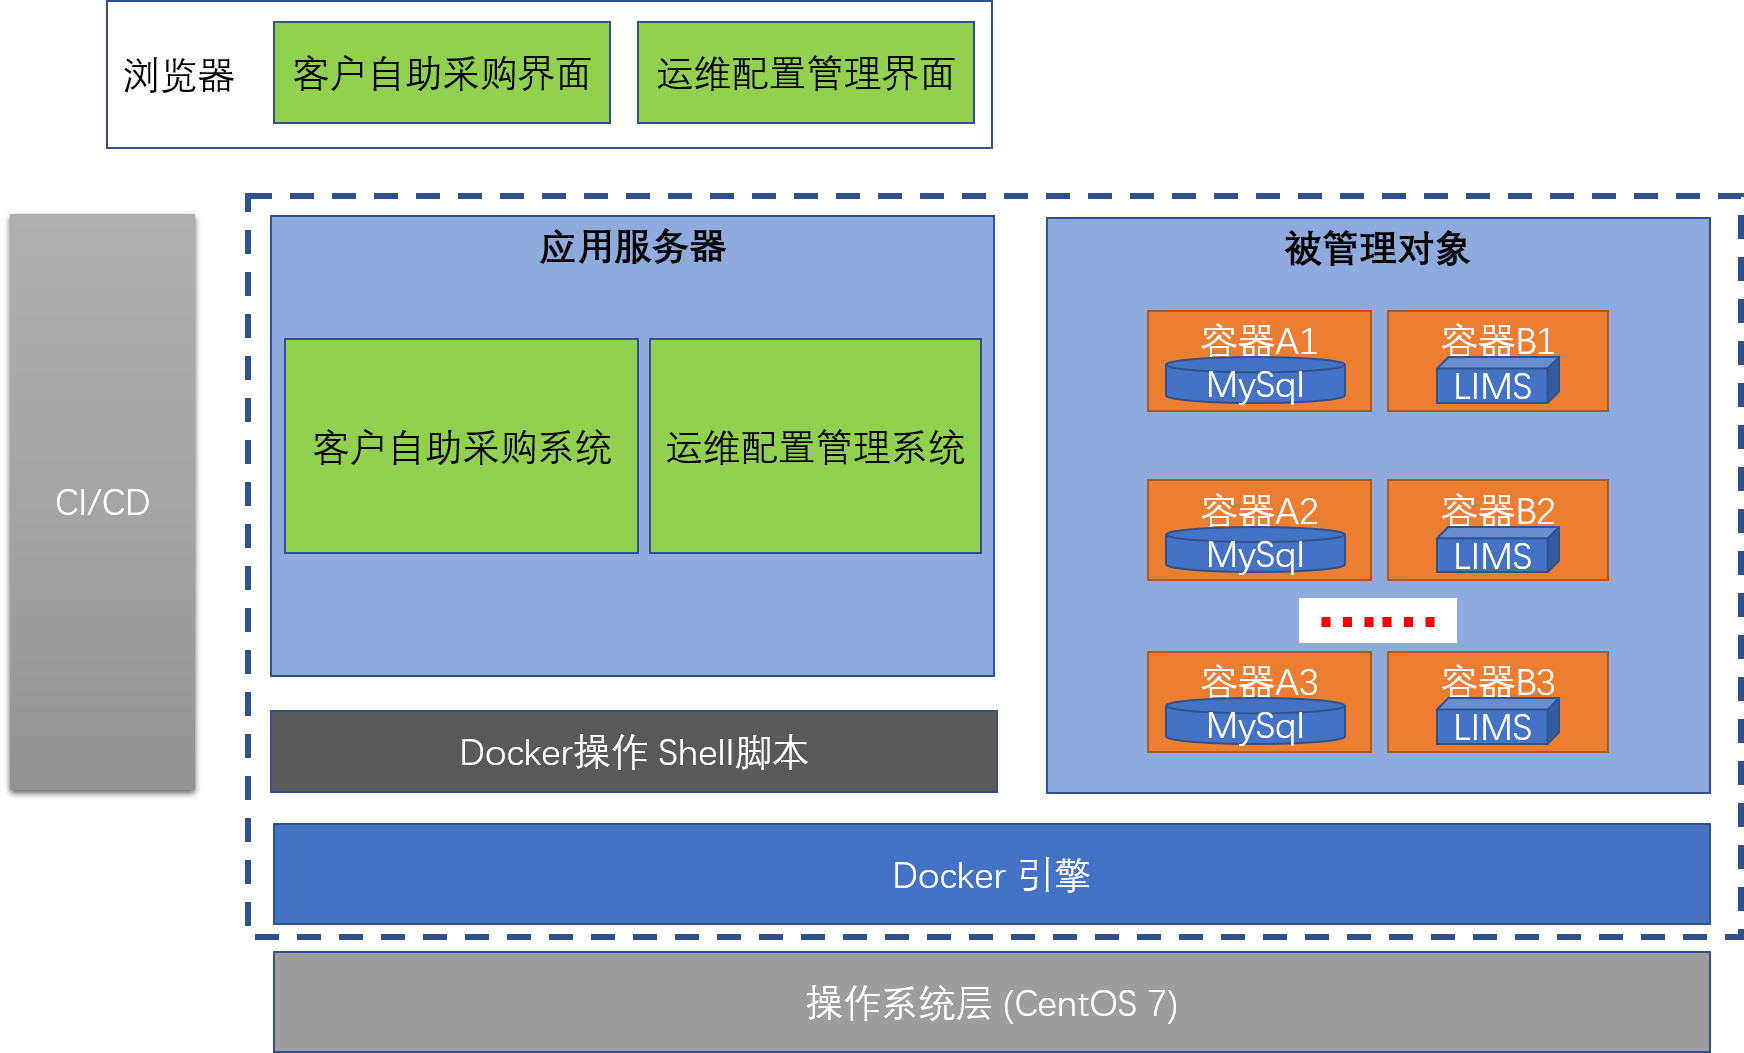 浏览器
客户自助采购界面
运维配置管理界面
CI/CD
应用服务器
客户自助采购系统
运维配置管理系统
Docker操作 Shell脚本
被管理对象
容器A1
MySql
容器B1
LIMS
容器A2
MySql
容器B2
LIMS
......
容器A3
MySql
容器B3
LIMS
Docker 引擎
操作系统层 (CentOS 7)